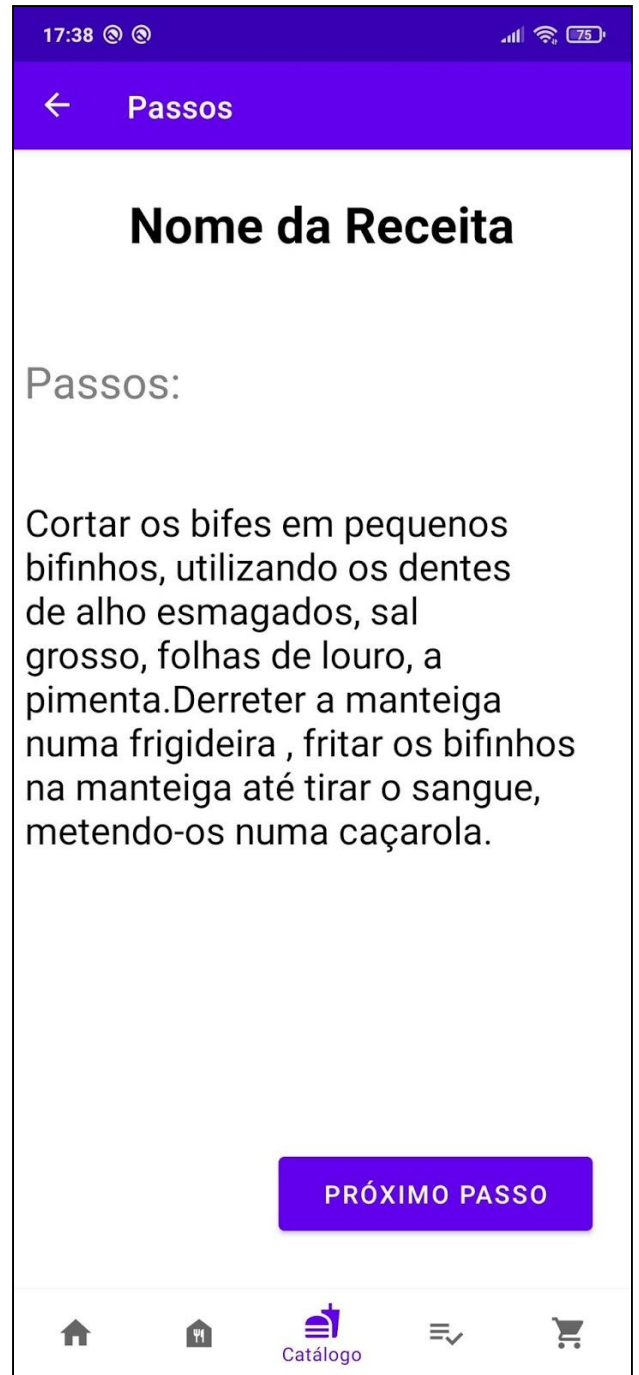 17:38
75
Passos
Nome da Receita
Passos:
Cortar os bifes em pequenos
bifinhos, utilizando os dentes
de alho esmagados, sal
grosso, folhas de louro, a
pimenta.Derreter a manteiga
numa frigideira , fritar os bifinhos
na manteiga até tirar o sangue,
metendo-os numa caçarola.
PRÓXIMO PASSO
Catálogo